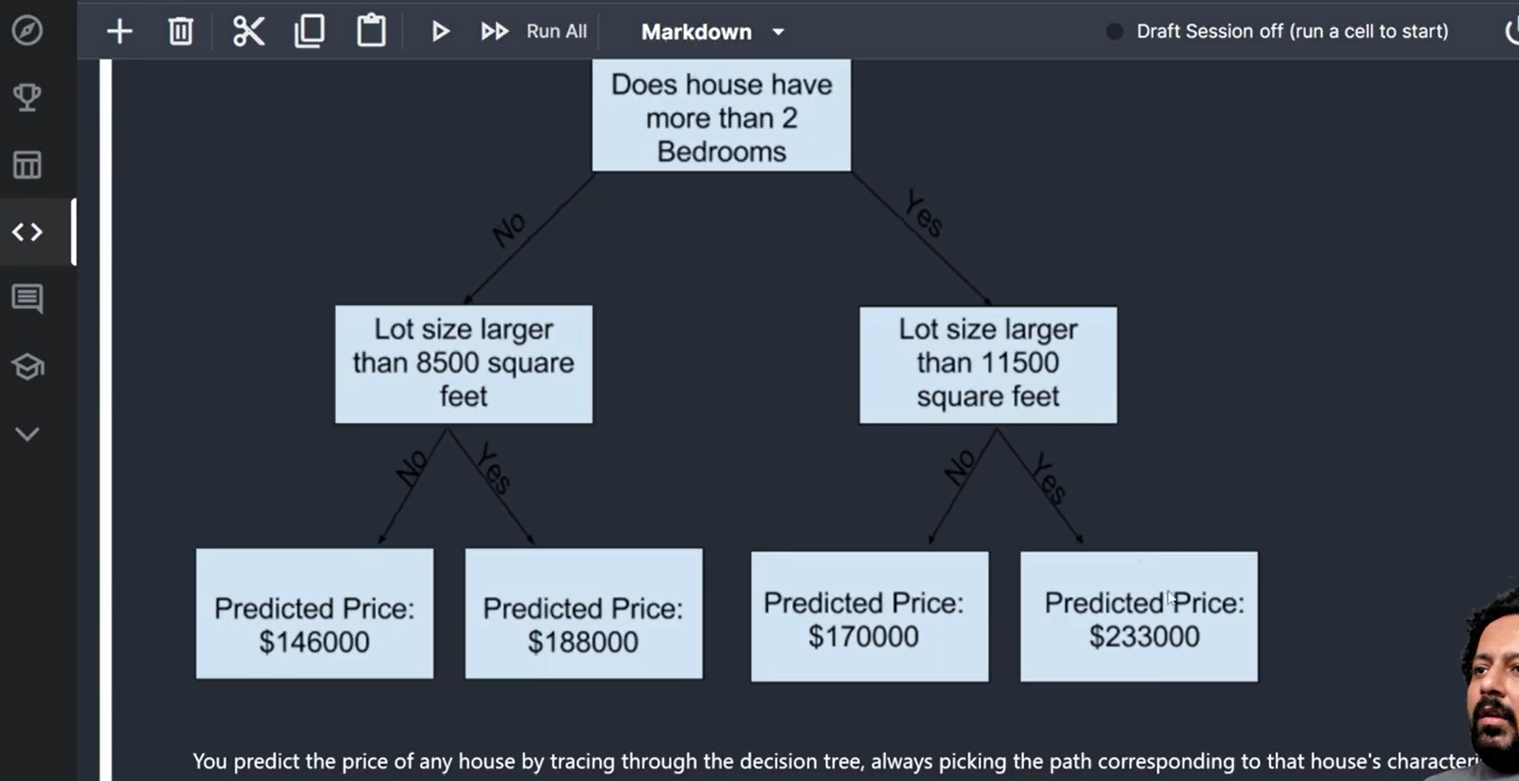 Run All
Markdown
Draft Session off (run a cell to start)
Does house have
more than 2
Bedrooms
No
Yes
Lot size larger
than 8500 square
feet
Lot size larger
than 11500
square feet
No
Yes
No
Yes
Predicted Price:
$146000
Predicted Price:
$188000
Predicted Price:
$170000
Predicted Price:
$233000
You predict the price of any house by tracing through the decision tree, always picking the path corresponding to that house's